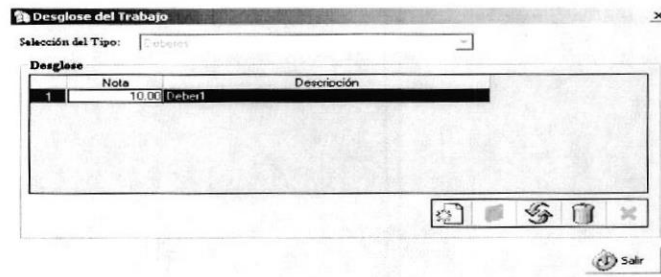 Desglose del Trabajo
Selección del Tipo: Deberes
Desglose
Nota Descripción
1 10.00 Deber1
Salir